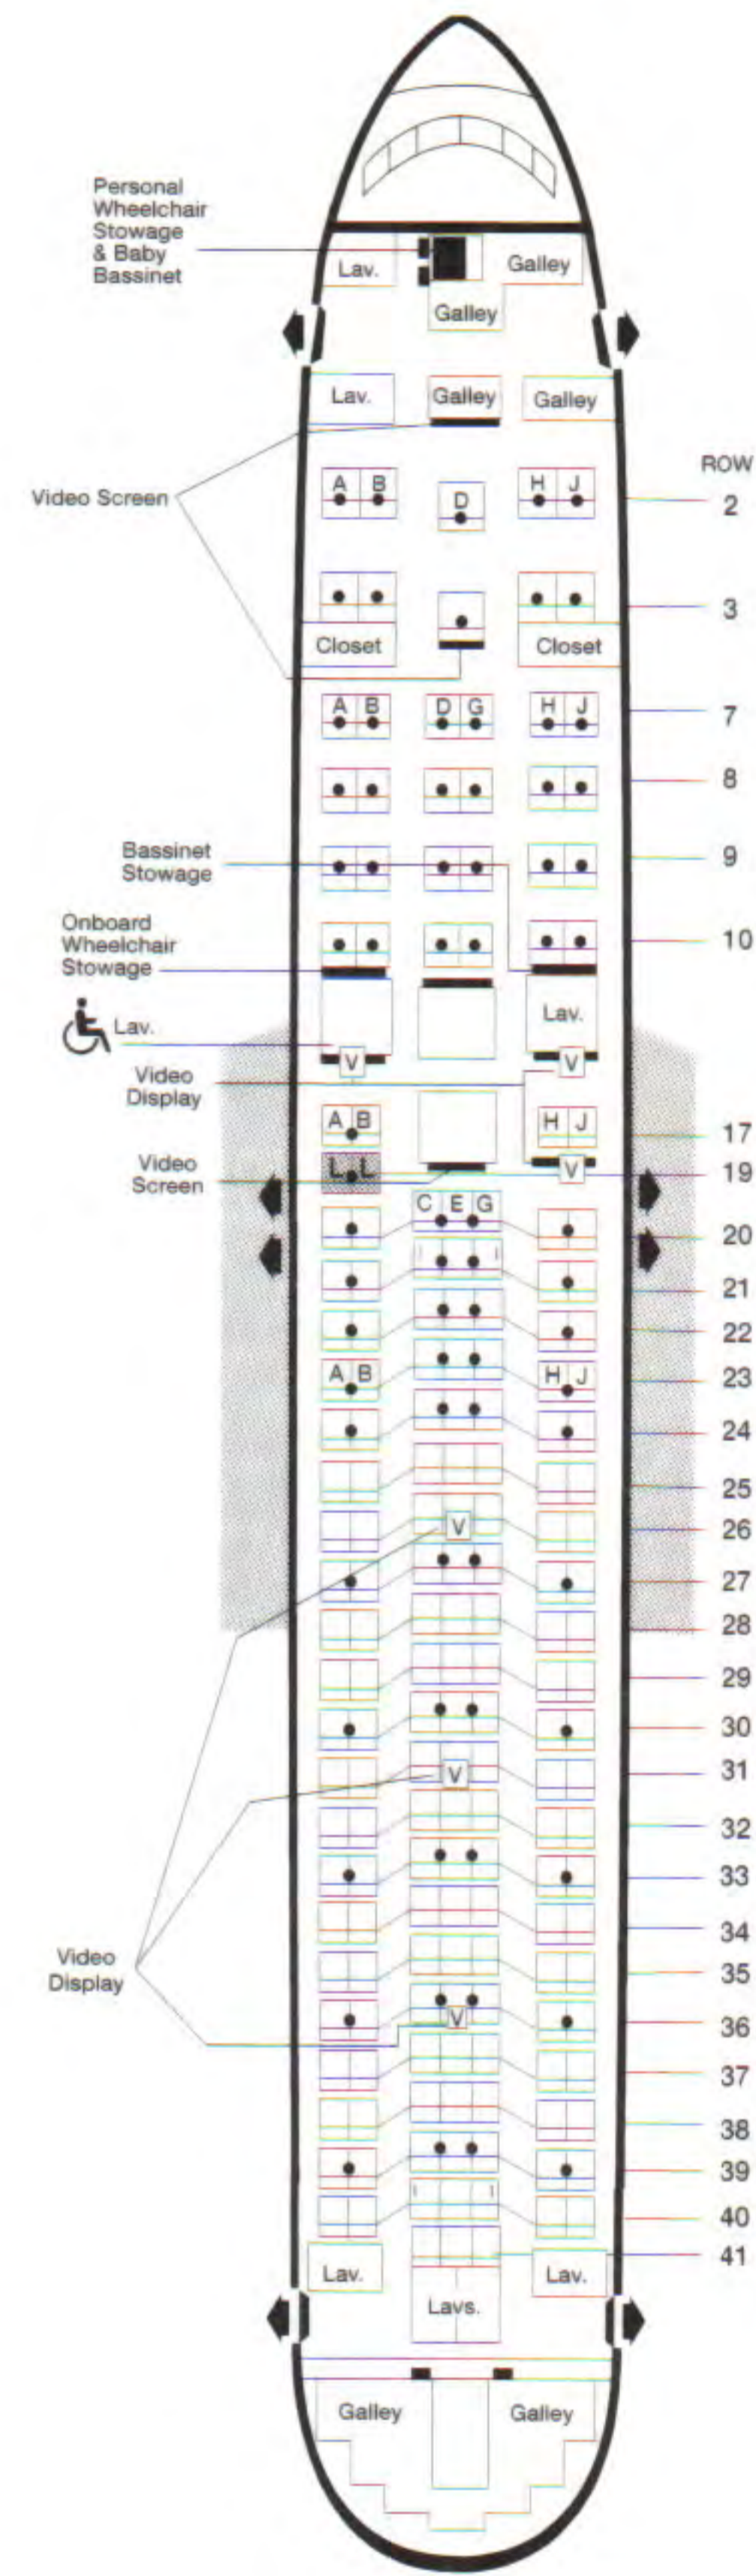 Personal
Wheelchair
Stowage
& Baby
Bassinet
Lav.
Galley
Galley
Lav.
Galley
Galley
ROW
Video Screen
A B
D
H J
2
3
Closet
Closet
A B
D G
H J
7
8
Bassinet
Stowage
9
Onboard
Wheelchair
Stowage
10
Lav.
Lav.
V
V
Video
Display
A B
H J
17
Video
Screen
L L
V
19
C E G
20
21
22
A B
H J
23
24
25
V
26
27
28
29
30
V
31
32
33
34
Video
Display
35
V
36
37
38
39
40
41
Lav.
Lavs.
Lav.
Galley
Galley